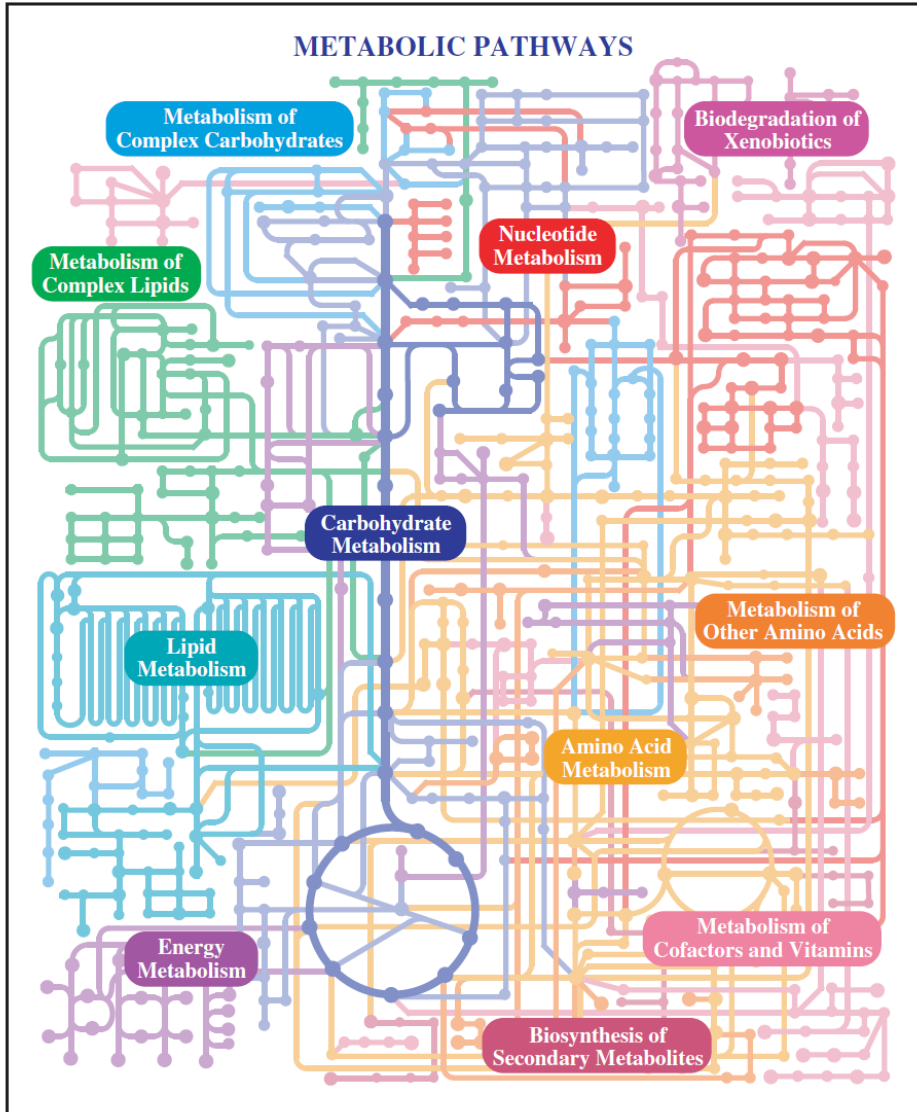 METABOLIC PATHWAYS
Metabolism of
Complex Carbohydrates
Biodegradation of
Xenobiotics
Nucleotide
Metabolism
Metabolism of
Complex Lipids
Carbohydrate
Metabolism
Metabolism of
Other Amino Acids
Lipid
Metabolism
Amino Acid
Metabolism
Metabolism of
Cofactors and Vitamins
Energy
Metabolism
Biosynthesis of
Secondary Metabolites